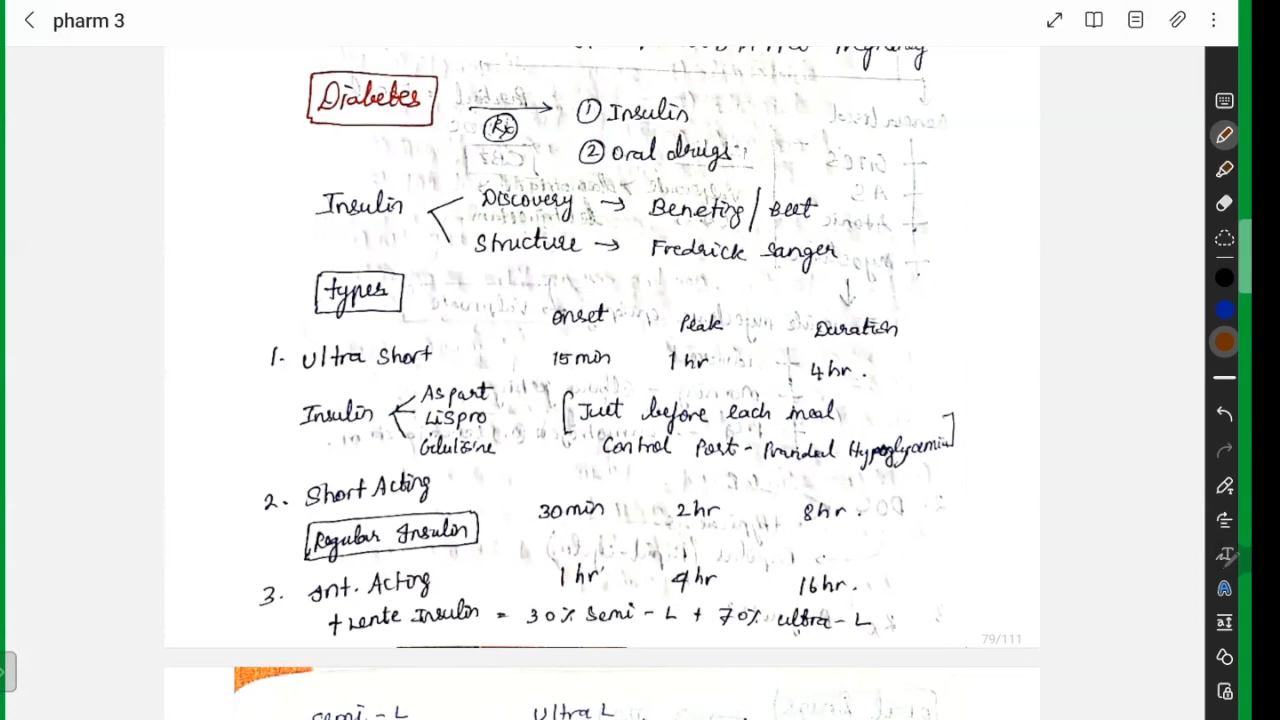 pharm 3
Diabetes
Rx
① Insulin
② Oral drugs
Insulin
Discovery → Beneting / Beet
Structure → Fredrick Sanger
Types
onset Peak Duration
1. Ultra Short 15 min 1 hr 4 hr.
Insulin
Aspart
Lispro
Glulisine
[Just before each meal
Control Post - Prandial Hypoglycemia]
2. Short Acting 30 min 2 hr 8 hr.
Regular Insulin
3. Int. Acting 1 hr 4 hr 16 hr.
+ Lente Insulin = 30% Semi - L + 70% ultra - L
79/111
semi - L Ultra L